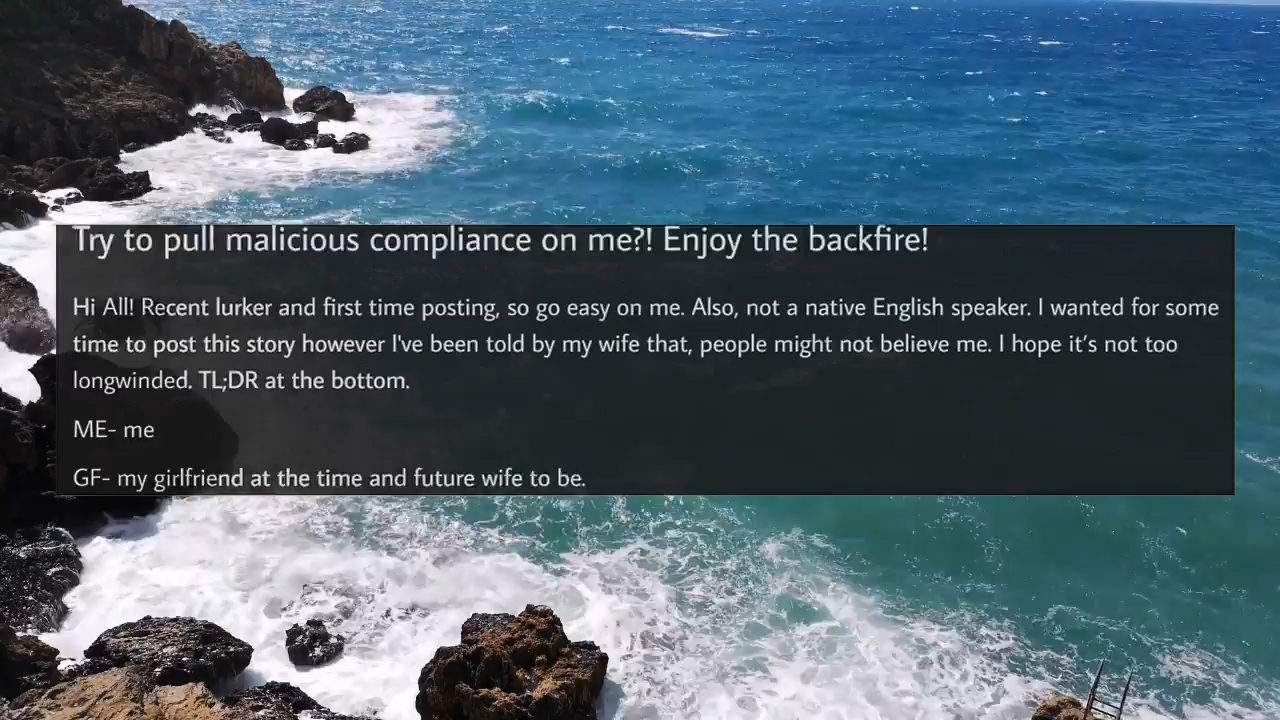 Try to pull malicious compliance on me?! Enjoy the backfire!
Hi All! Recent lurker and first time posting, so go easy on me. Also, not a native English speaker. I wanted for some
time to post this story however I've been told by my wife that, people might not believe me. I hope it’s not too
longwinded. TL;DR at the bottom.
ME- me
GF- my girlfriend at the time and future wife to be.